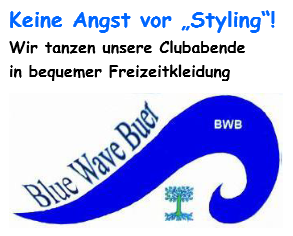 Keine Angst vor „Styling“!
Wir tanzen unsere Clubabende
in bequemer Freizeitkleidung
Blue Wave Buer
BWB